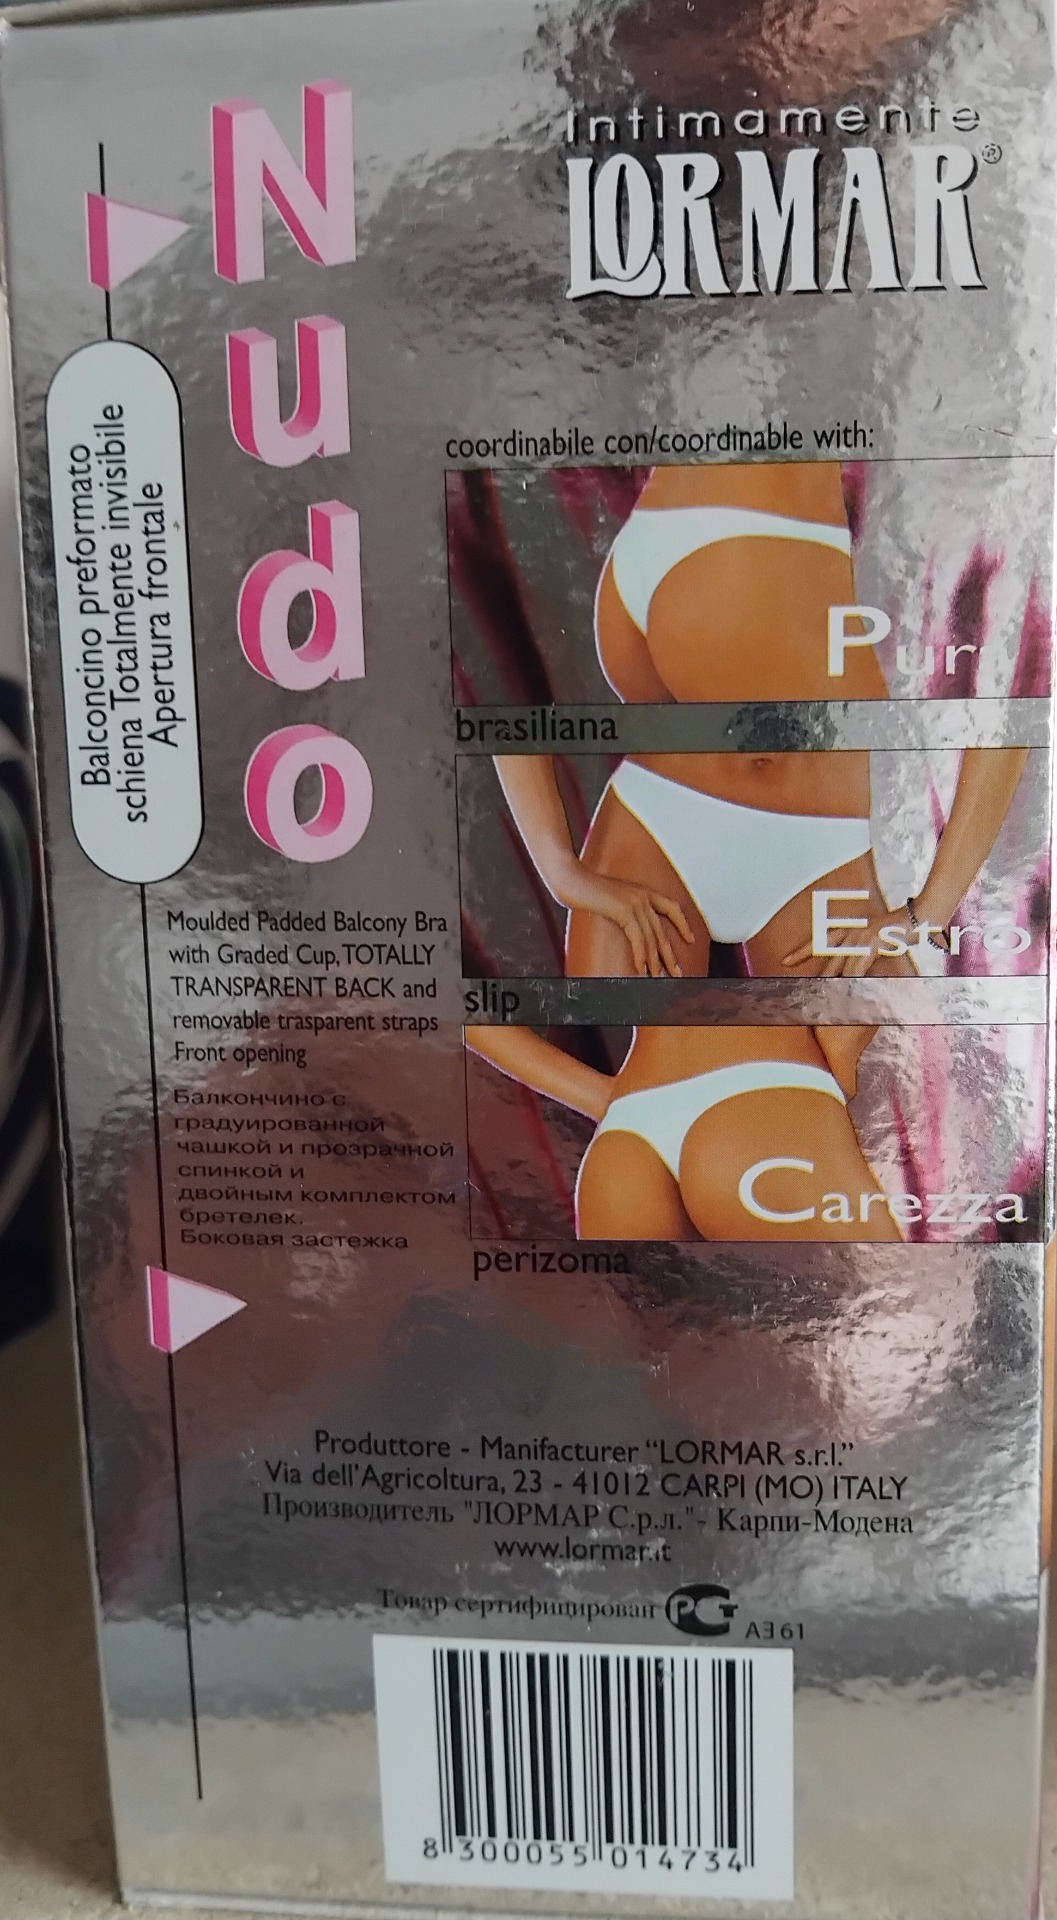 Intimamente
LORMAR®
Nudo
Balconcino preformato
schiena Totalmente invisibile
Apertura frontale
coordinabile con/coordinable with:
Pura
brasiliana
Estro
slip
Carezza
perizoma
Moulded Padded Balcony Bra
with Graded Cup, TOTALLY
TRANSPARENT BACK and
removable trasparent straps
Front opening
Балкончино с
градуированной
чашкой и прозрачной
спинкой и
двойным комплектом
бретелек.
Боковая застежка
Produttore - Manifacturer “LORMAR s.r.l.”
Via dell'Agricoltura, 23 - 41012 CARPI (MO) ITALY
Производитель "ЛОРМАР С.р.л."- Карпи-Модена
www.lormar.it
Товар сертифицирован РСТ
АЭ61
8 300055 014734